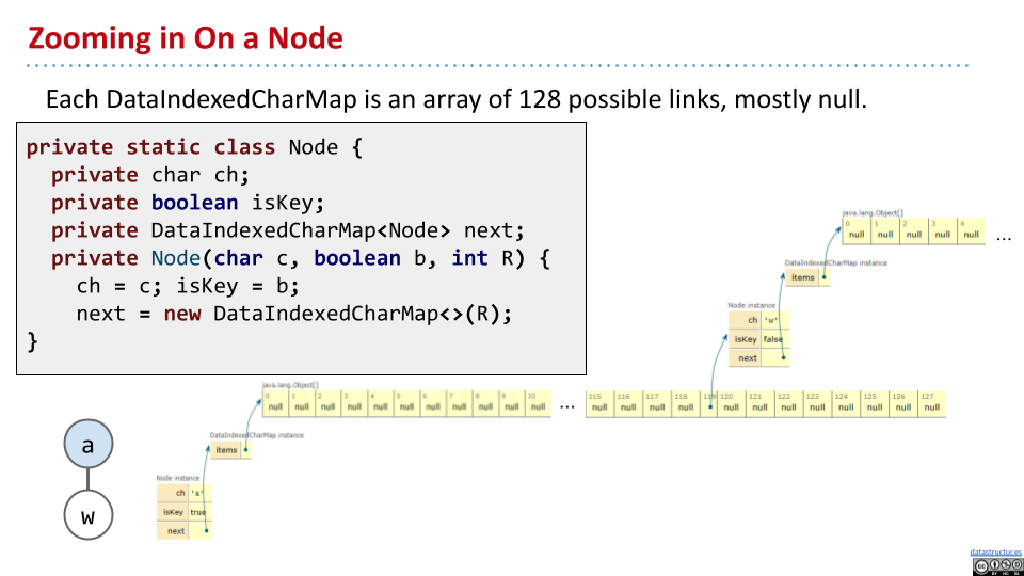 Zooming in On a Node
Each DataIndexedCharMap is an array of 128 possible links, mostly null.
private static class Node {
private char ch;
private boolean isKey;
private DataIndexedCharMap<Node> next;
private Node(char c, boolean b, int R) {
ch = c; isKey = b;
next = new DataIndexedCharMap<>(R);
}
java.lang.Object[]
0 1 2 3 4
null null null null null
...
DataIndexedCharMap instance
items
Node instance
ch 'w'
isKey false
next
java.lang.Object[]
0 1 2 3 4 5 6 7 8 9 10
null null null null null null null null null null null
...
115 116 117 118 119 120 121 122 123 124 125 126 127
null null null null null null null null null null null null
DataIndexedCharMap instance
items
Node instance
ch 'a'
isKey true
next
a
w
datastructur.es
cc
BY NC SA